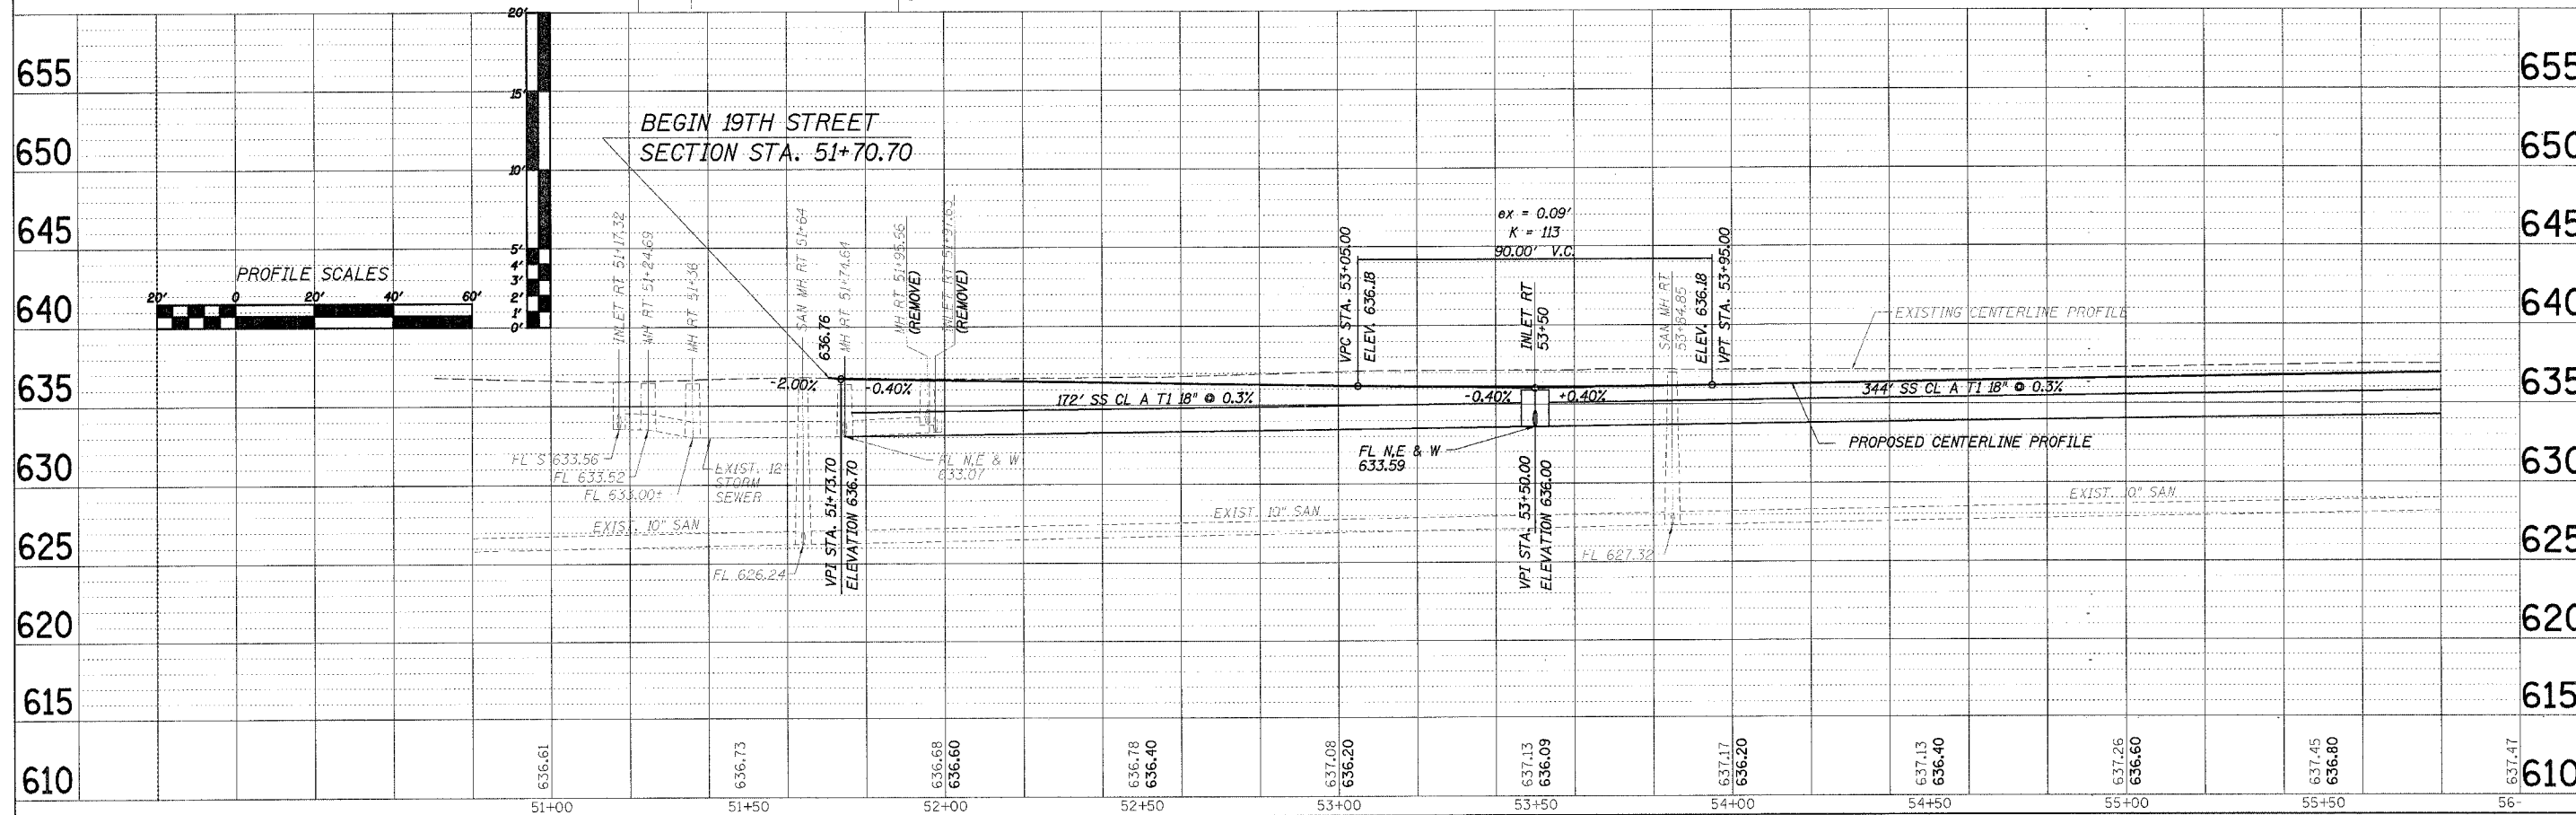 20'
15'
10'
5'
4'
3'
2'
1'
0'
655
650
645
640
635
630
625
620
615
610
655
650
645
640
635
630
625
620
615
610
PROFILE SCALES
20' 0 20' 40' 60'
BEGIN 19TH STREET
SECTION STA. 51+70.70
INLET RT 51+17.32
MH RT 51+24.69
MH RT 51+36
SAN MH RT 51+64
636.76
MH RT 51+74.64
MH RT 51+95.66
(REMOVE)
INLET RT
(REMOVE)
-2.00%
-0.40%
172' SS CL A T1 18" @ 0.3%
FL S 633.56
FL 633.52
FL 633.00±
EXIST. 12"
STORM
SEWER
FL N,E & W
633.07
EXIST. 10" SAN
FL 626.24
VPI STA. 51+73.70
ELEVATION 636.70
EXIST. 10" SAN
ex = 0.09'
K = 113
90.00' V.C.
VPC STA. 53+05.00
ELEV. 636.18
INLET RT
53+50
SAN MH RT
53+84.85
ELEV. 636.18
VPT STA. 53+95.00
EXISTING CENTERLINE PROFILE
-0.40%
+0.40%
344' SS CL A T1 18" @ 0.3%
PROPOSED CENTERLINE PROFILE
FL N,E & W
633.59
VPI STA. 53+50.00
ELEVATION 636.00
FL 627.32
EXIST. 10" SAN
636.61
636.73
636.68
636.60
636.78
636.40
637.08
636.20
637.13
636.09
637.17
636.20
637.13
636.40
637.26
636.60
637.45
636.80
637.47
51+00 51+50 52+00 52+50 53+00 53+50 54+00 54+50 55+00 55+50 56-